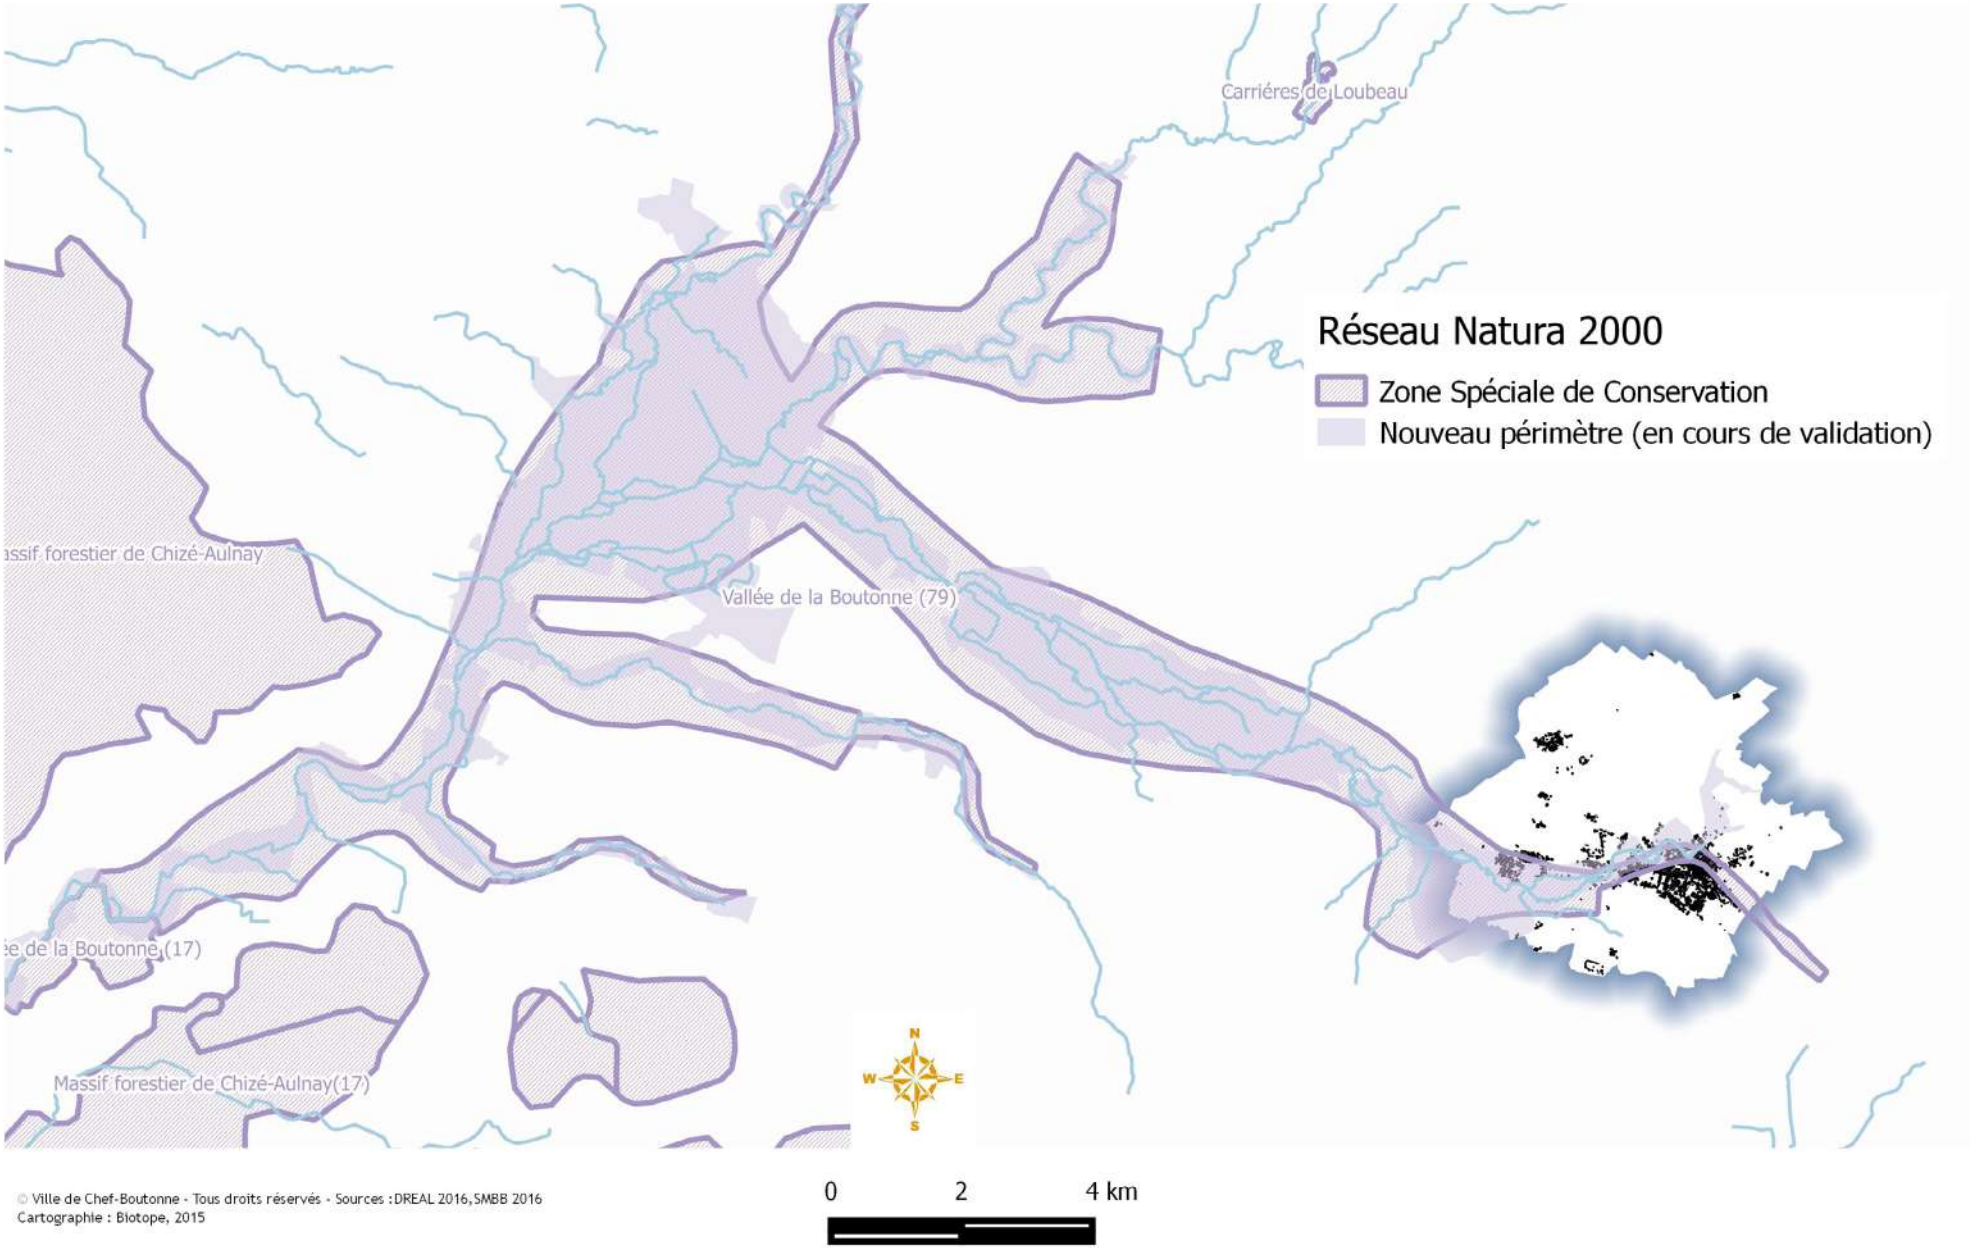 Carriéres de Loubeau
Réseau Natura 2000
Zone Spéciale de Conservation
Nouveau périmètre (en cours de validation)
assif forestier de Chizé-Aulnay
Vallée de la Boutonne (79)
ée de la Boutonne (17)
Massif forestier de Chizé-Aulnay(17)
N
W E
S
0 2 4 km
© Ville de Chef-Boutonne - Tous droits réservés - Sources : DREAL 2016, SMBB 2016
Cartographie : Biotope, 2015